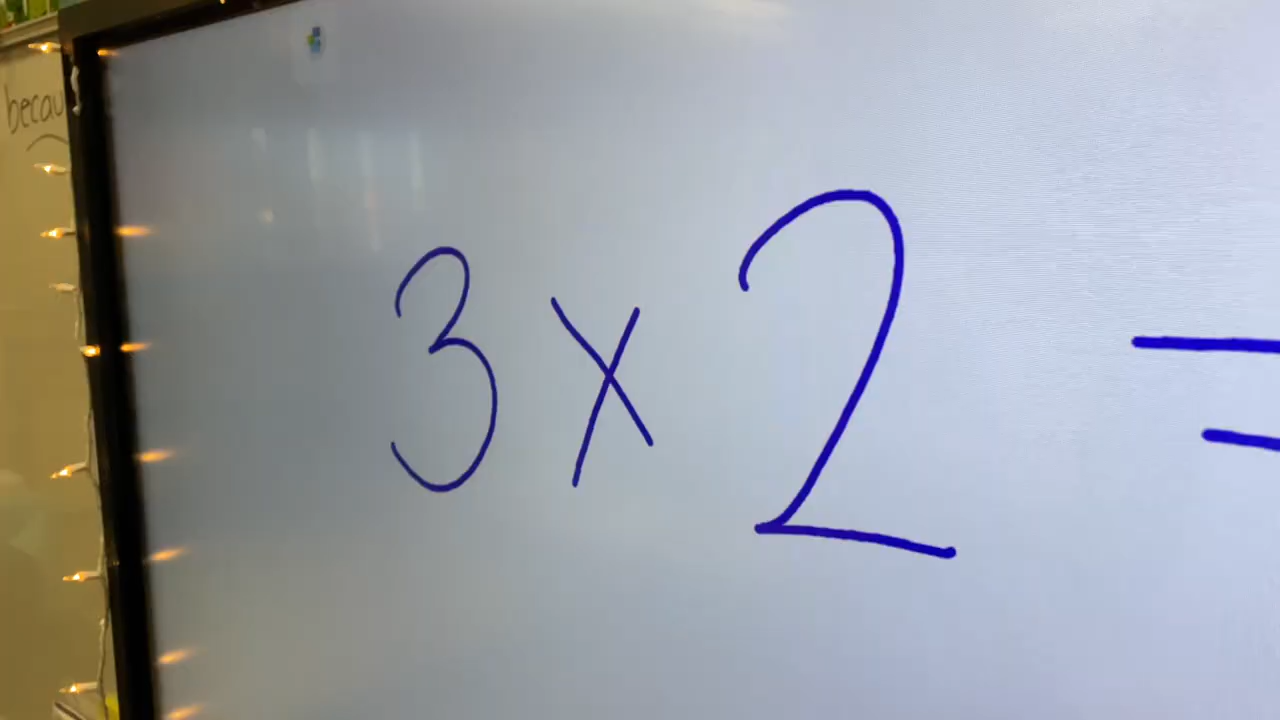 becau
3 x 2 =